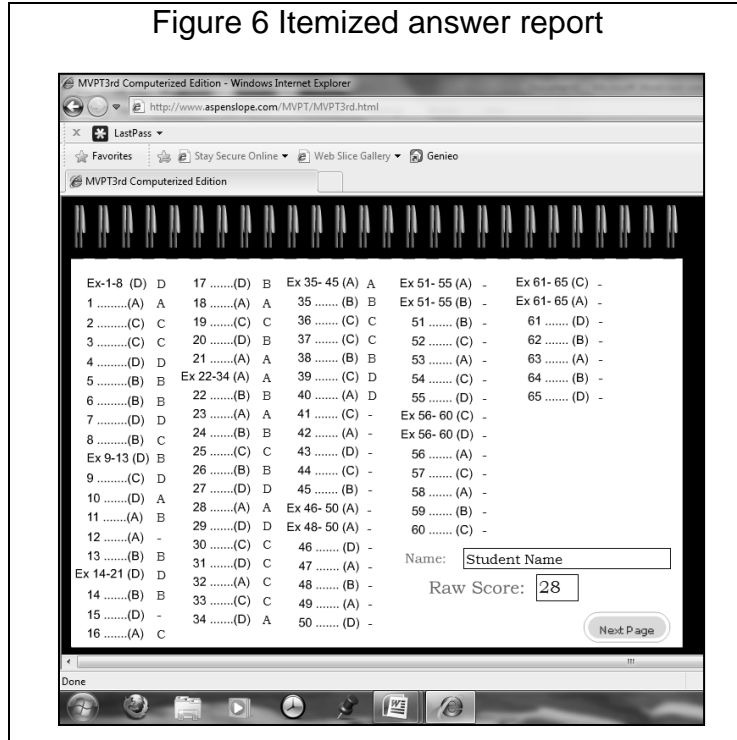 Figure 6 Itemized answer report
MVPT3rd Computerized Edition - Windows Internet Explorer
http://www.aspenslope.com/MVPT/MVPT3rd.html
x LastPass
Favorites Stay Secure Online Web Slice Gallery Genieo
MVPT3rd Computerized Edition
Ex-1-8 (D) D
1 .........(A) A
2 .........(C) C
3 .........(C) C
4 .........(D) D
5 .........(B) B
6 .........(B) B
7 .........(D) D
8 .........(B) C
Ex 9-13 (D) B
9 .......(C) D
10 .......(D) A
11 .......(A) B
12 .......(A) -
13 .......(B) B
Ex 14-21 (D) D
14 .......(B) B
15 .......(D) -
16 .......(A) C
17 .......(D) B
18 .......(A) A
19 .......(C) C
20 .......(D) B
21 .......(A) A
Ex 22-34 (A) A
22 .......(B) B
23 .......(A) A
24 .......(B) B
25 .......(C) C
26 .......(B) B
27 .......(D) D
28 .......(A) A
29 .......(D) D
30 .......(C) C
31 .......(D) C
32 .......(A) C
33 .......(C) C
34 .......(D) A
Ex 35- 45 (A) A
35 ....... (B) B
36 ....... (C) C
37 ....... (C) C
38 ....... (B) B
39 ....... (C) D
40 ....... (A) D
41 ....... (C) -
42 ....... (A) -
43 ....... (D) -
44 ....... (C) -
45 ....... (B) -
Ex 46- 50 (A) -
Ex 48- 50 (A) -
46 ....... (D) -
47 ....... (A) -
48 ....... (B) -
49 ....... (A) -
50 ....... (D) -
Ex 51- 55 (A) -
Ex 51- 55 (B) -
51 ....... (B) -
52 ....... (C) -
53 ....... (A) -
54 ....... (C) -
55 ....... (D) -
Ex 56- 60 (C) -
Ex 56- 60 (D) -
56 ....... (A) -
57 ....... (C) -
58 ....... (A) -
59 ....... (B) -
60 ....... (C) -
Ex 61- 65 (C) -
Ex 61- 65 (A) -
61 ....... (D) -
62 ....... (B) -
63 ....... (A) -
64 ....... (B) -
65 ....... (D) -
Name: Student Name
Raw Score: 28
Next Page
Done